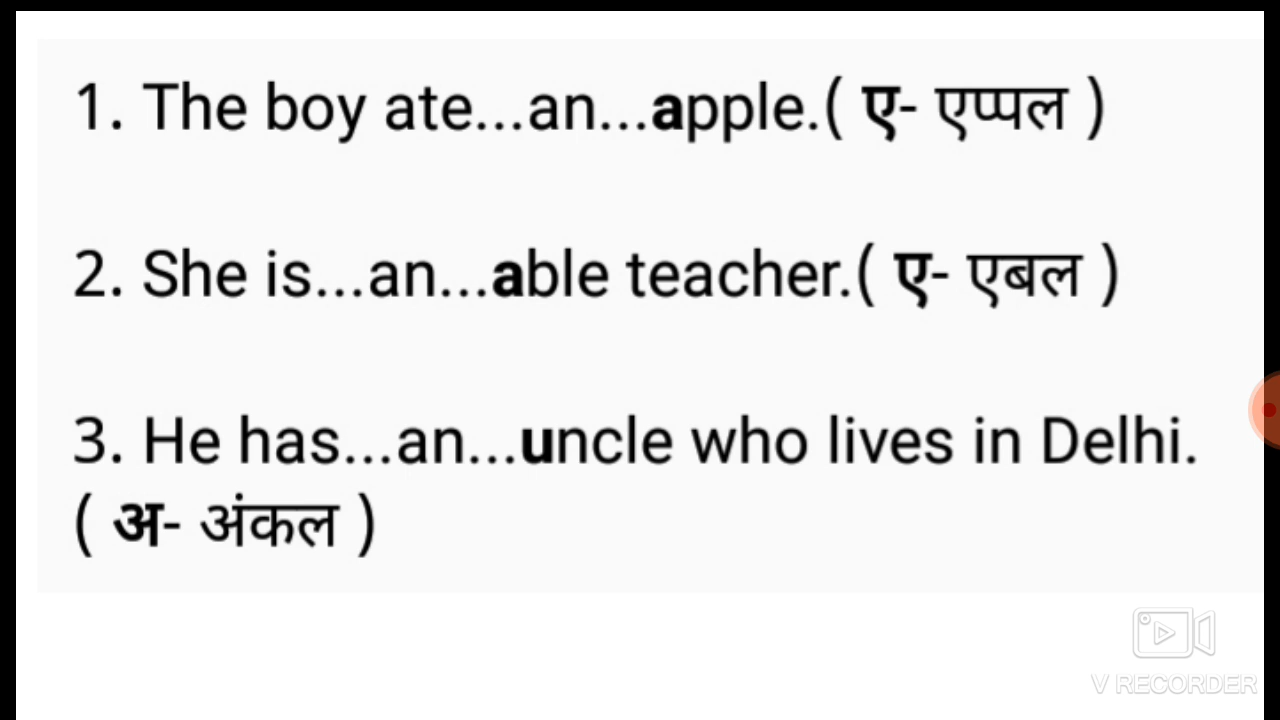 1. The boy ate...an...apple.( ए- एप्पल )
2. She is...an...able teacher.( ए- एबल )
3. He has...an...uncle who lives in Delhi.
( अ- अंकल )
V RECORDER